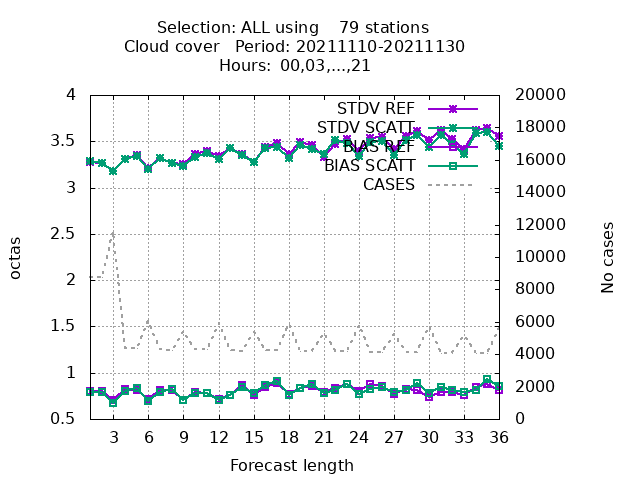 Selection: ALL using    79 stations
Cloud cover   Period: 20211110-20211130
Hours:  00,03,...,21
4
3.5
3
2.5
2
1.5
1
0.5
octas
20000
18000
16000
14000
12000
10000
8000
6000
4000
2000
0
No cases
STDV REF
STDV SCATT
BIAS REF
BIAS SCATT
CASES
3 6 9 12 15 18 21 24 27 30 33 36
Forecast length